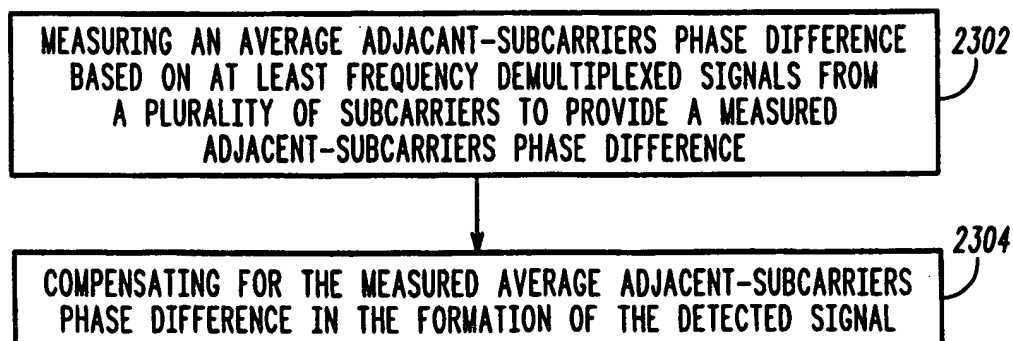 MEASURING AN AVERAGE ADJACANT-SUBCARRIERS PHASE DIFFERENCE
BASED ON AT LEAST FREQUENCY DEMULTIPLEXED SIGNALS FROM
A PLURALITY OF SUBCARRIERS TO PROVIDE A MEASURED
ADJACENT-SUBCARRIERS PHASE DIFFERENCE
2302
COMPENSATING FOR THE MEASURED AVERAGE ADJACENT-SUBCARRIERS
PHASE DIFFERENCE IN THE FORMATION OF THE DETECTED SIGNAL
2304